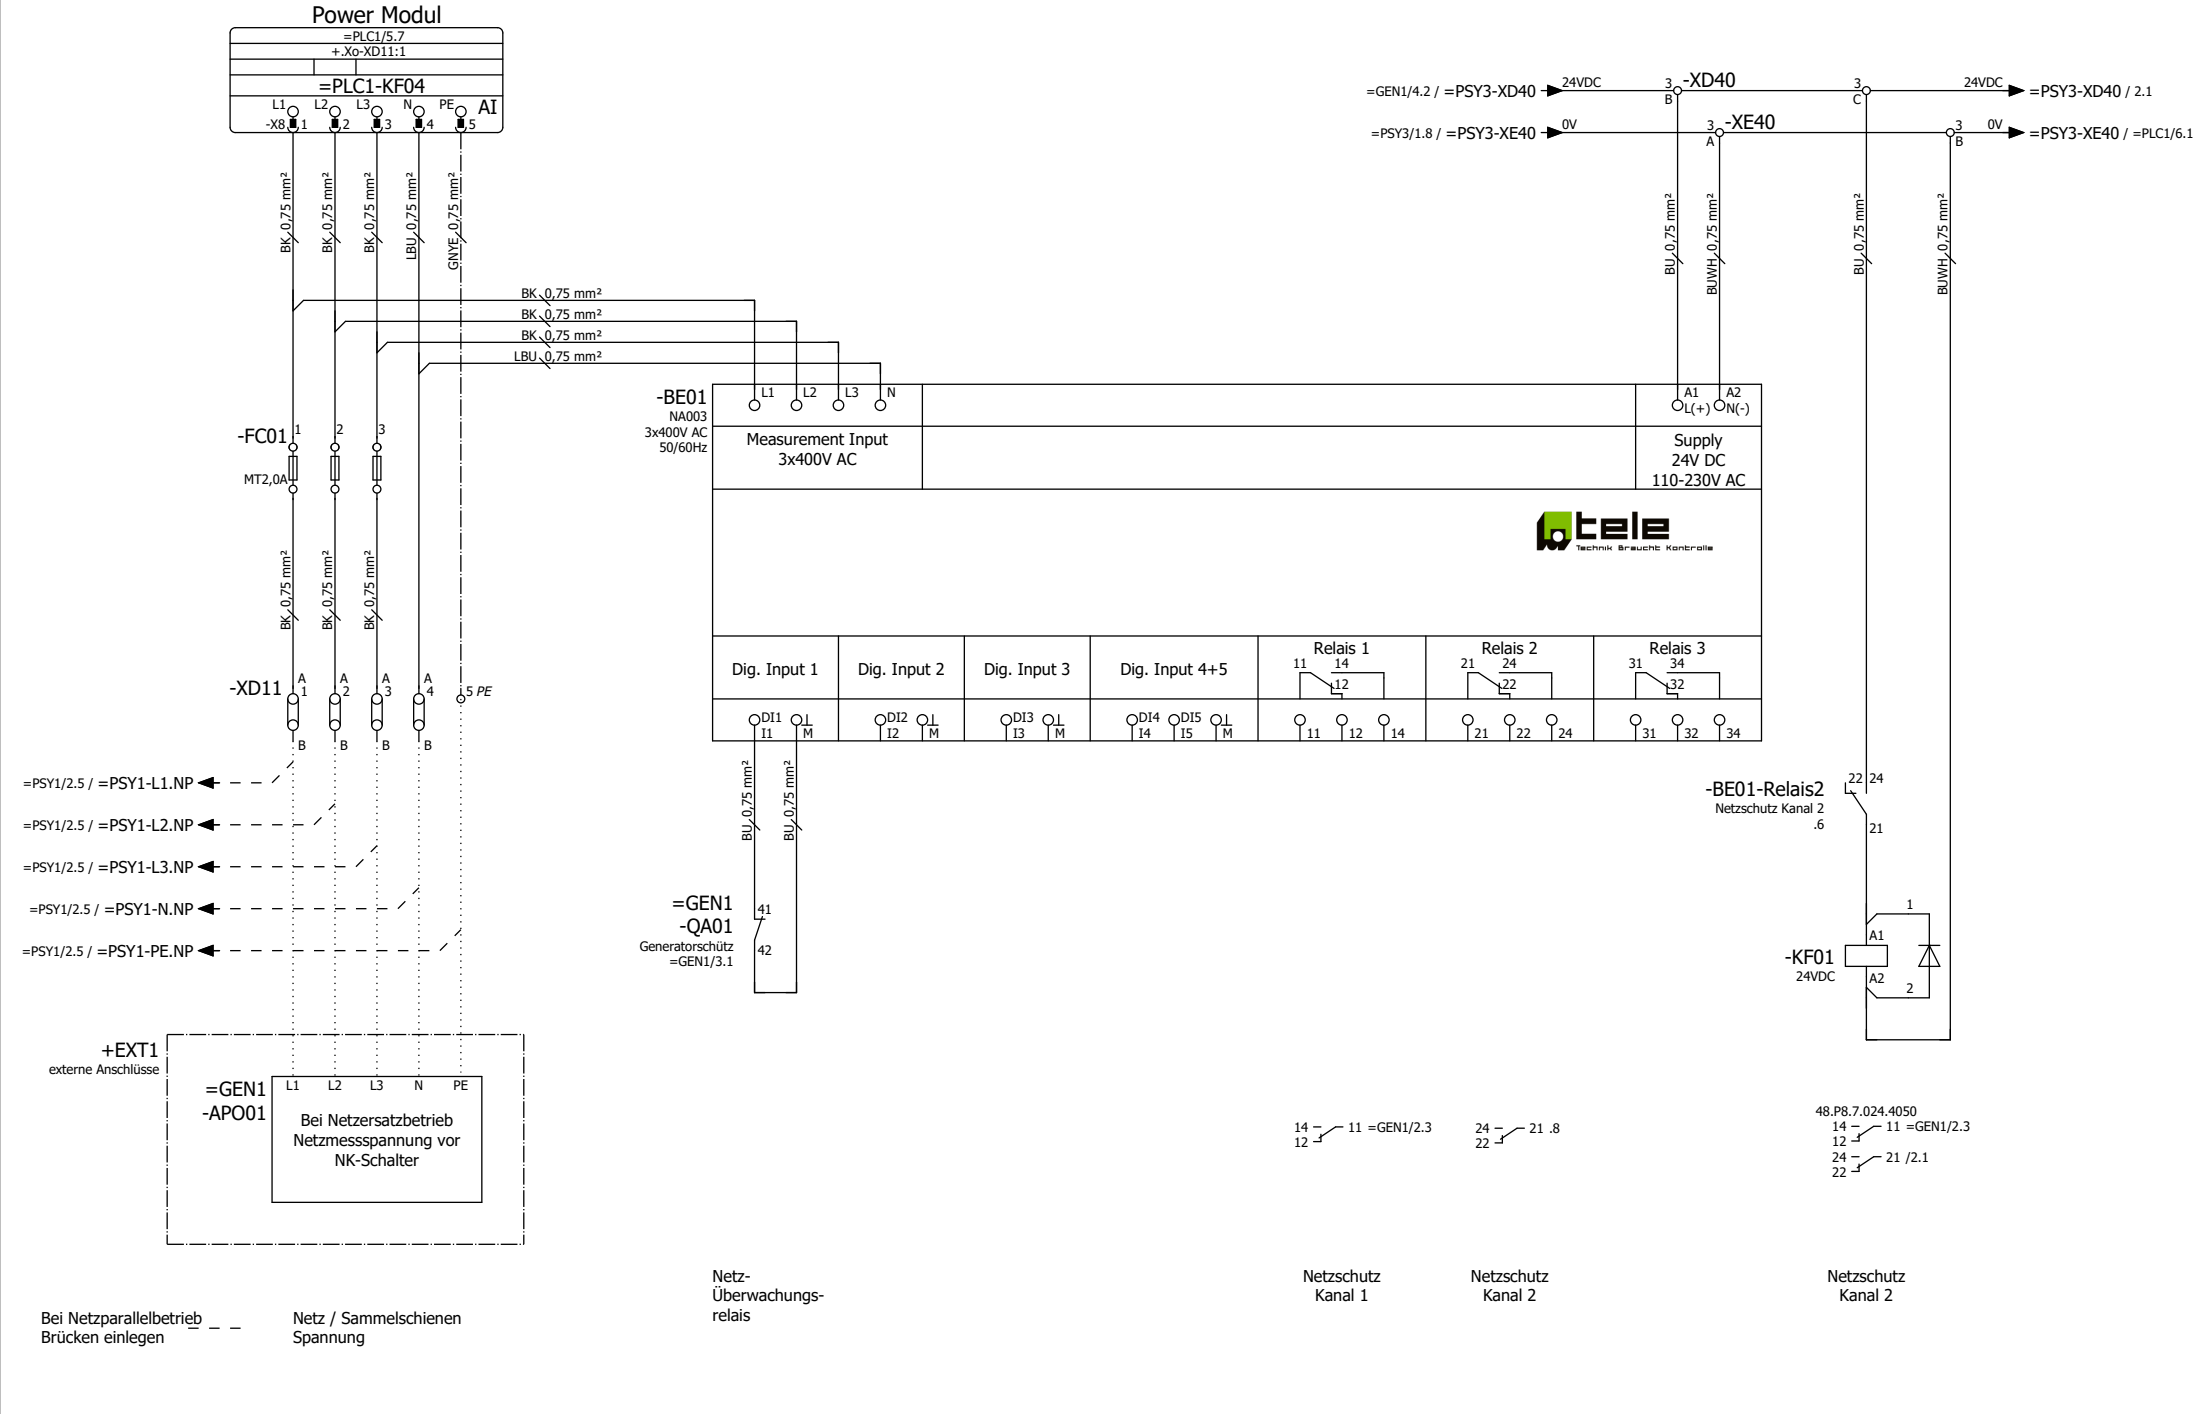 Power Modul
=PLC1/5.7
+.Xo-XD11:1
=PLC1-KF04
L1 L2 L3 N PE AI
-X8 1 2 3 4 5
BK 0,75 mm²
BK 0,75 mm²
BK 0,75 mm²
LBU 0,75 mm²
GNYE 0,75 mm²
BK 0,75 mm²
BK 0,75 mm²
BK 0,75 mm²
LBU 0,75 mm²
-FC01 1 2 3
MT2,0A
BK 0,75 mm²
BK 0,75 mm²
BK 0,75 mm²
A A A A
-XD11 1 2 3 4 5 PE
B B B B
=PSY1/2.5 / =PSY1-L1.NP
=PSY1/2.5 / =PSY1-L2.NP
=PSY1/2.5 / =PSY1-L3.NP
=PSY1/2.5 / =PSY1-N.NP
=PSY1/2.5 / =PSY1-PE.NP
+EXT1
externe Anschlüsse
=GEN1
-APO01
L1 L2 L3 N PE
Bei Netzersatzbetrieb
Netzmessspannung vor
NK-Schalter
Bei Netzparallelbetrieb
Brücken einlegen
Netz / Sammelschienen
Spannung
=GEN1/4.2 / =PSY3-XD40 24VDC 3 -XD40 3 24VDC =PSY3-XD40 / 2.1
B C
=PSY3/1.8 / =PSY3-XE40 0V 3 -XE40 3 0V =PSY3-XE40 / =PLC1/6.1
A B
BU 0,75 mm²
BUWH 0,75 mm²
BU 0,75 mm²
BUWH 0,75 mm²
-BE01
NA003
3x400V AC
50/60Hz
L1 L2 L3 N
Measurement Input
3x400V AC
A1 A2
L(+) N(-)
Supply
24V DC
110-230V AC
tele
Technik Braucht Kontrolle
Dig. Input 1 Dig. Input 2 Dig. Input 3 Dig. Input 4+5
Relais 1
11 14
12
Relais 2
21 24
22
Relais 3
31 34
32
DI1 DI2 DI3 DI4 DI5
I1 M I2 M I3 M I4 I5 M 11 12 14 21 22 24 31 32 34
BU 0,75 mm²
BU 0,75 mm²
=GEN1
-QA01
Generatorschütz
=GEN1/3.1
41
42
-BE01-Relais2
Netzschutz Kanal 2
.6
22 24
21
-KF01
24VDC
A1
A2
1
2
14 11 =GEN1/2.3
12
24 21 .8
22
48.P8.7.024.4050
14 11 =GEN1/2.3
12
24 21 /2.1
22
Netz-
Überwachungs-
relais
Netzschutz
Kanal 1
Netzschutz
Kanal 2
Netzschutz
Kanal 2